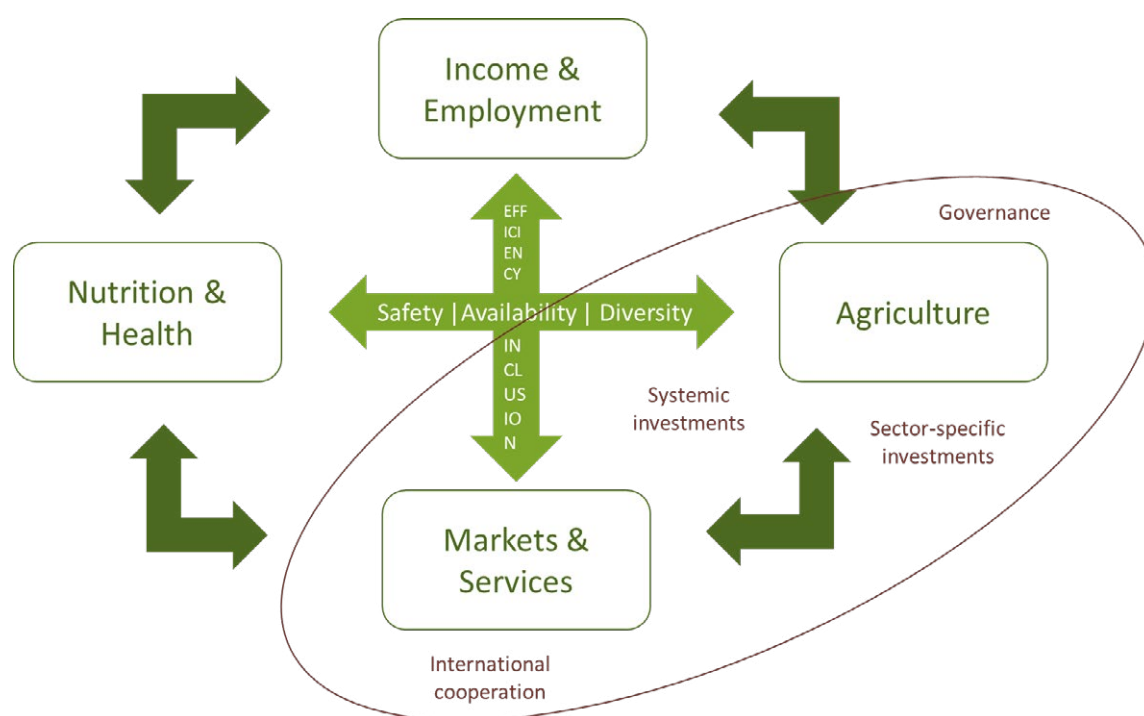 Income &
Employment
Governance
EFF
ICI
EN
CY
Nutrition &
Health
Safety | Availability | Diversity
Agriculture
IN
CL
US
IO
N
Systemic
investments
Sector-specific
investments
Markets &
Services
International
cooperation